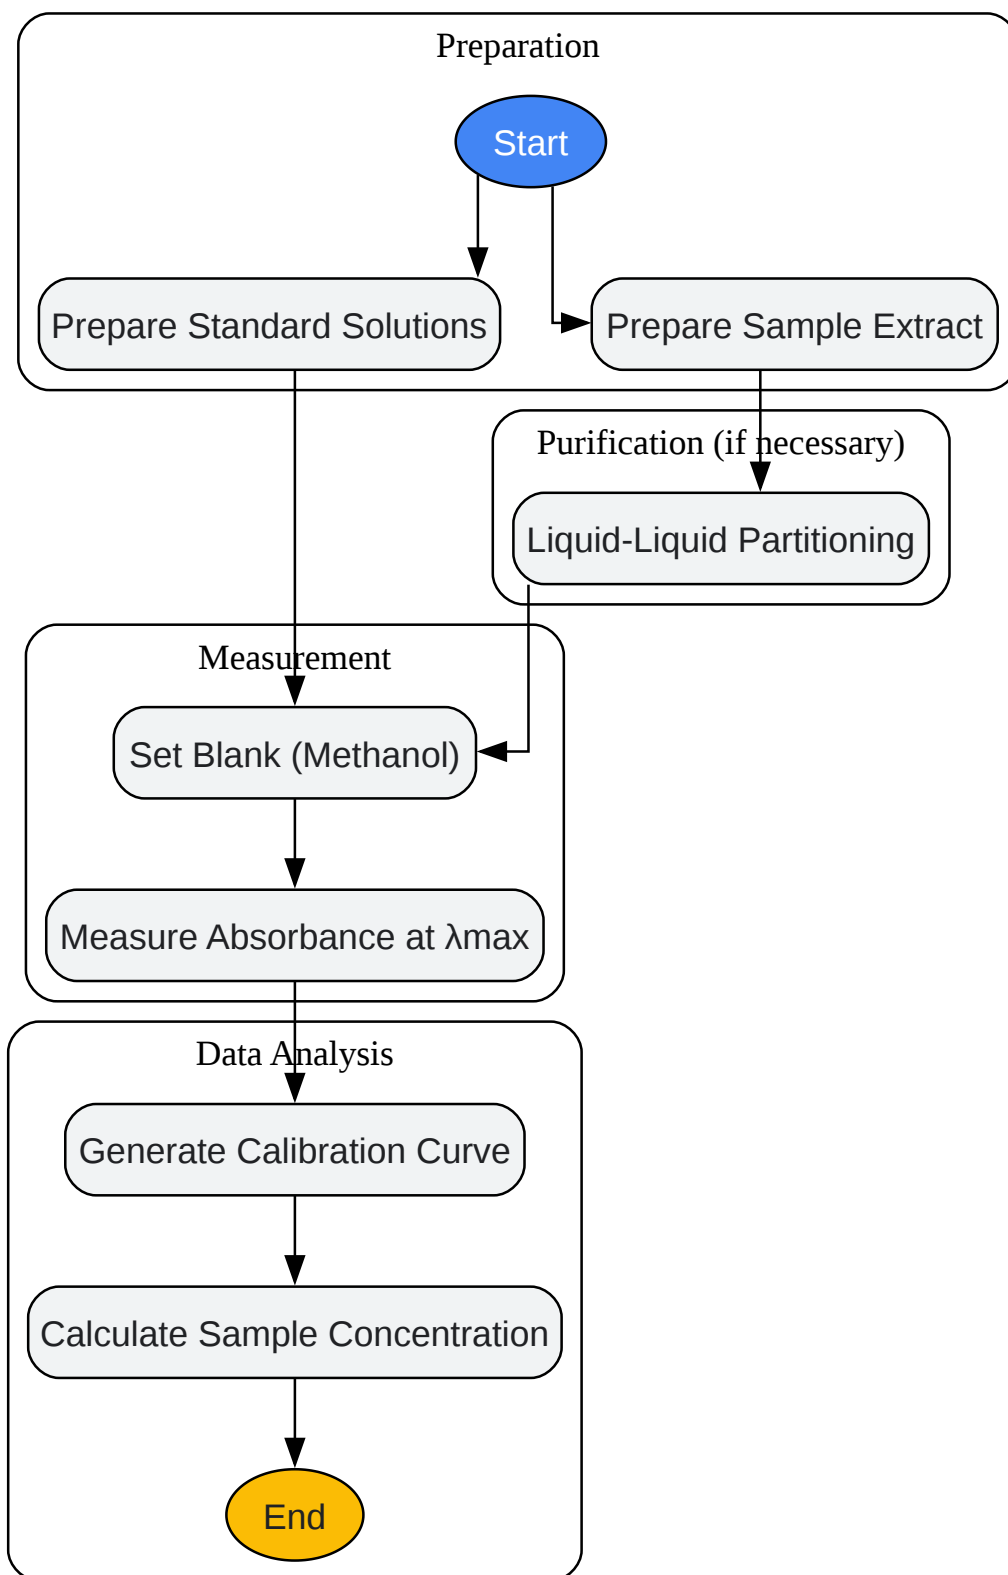 Preparation
Start
Prepare Standard Solutions
Prepare Sample Extract
Purification (if necessary)
Liquid-Liquid Partitioning
Measurement
Set Blank (Methanol)
Measure Absorbance at λmax
Data Analysis
Generate Calibration Curve
Calculate Sample Concentration
End